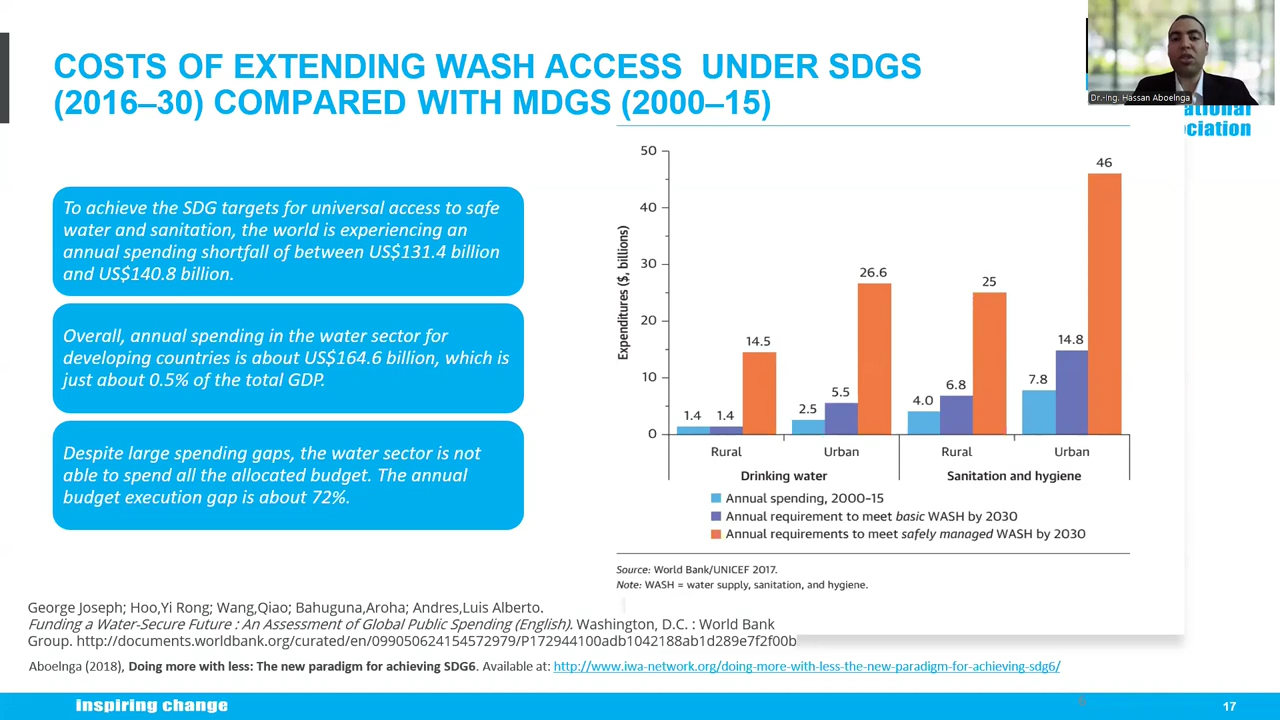 COSTS OF EXTENDING WASH ACCESS UNDER SDGS
(2016–30) COMPARED WITH MDGS (2000–15)
Dr.-Ing. Hassan Aboelnga
ciation
To achieve the SDG targets for universal access to safe
water and sanitation, the world is experiencing an
annual spending shortfall of between US$131.4 billion
and US$140.8 billion.
Overall, annual spending in the water sector for
developing countries is about US$164.6 billion, which is
just about 0.5% of the total GDP.
Despite large spending gaps, the water sector is not
able to spend all the allocated budget. The annual
budget execution gap is about 72%.
Expenditures ($, billions)
50
40
30
20
10
0
1.4 1.4 14.5
2.5 5.5 26.6
4.0 6.8 25
7.8 14.8 46
Rural Urban Rural Urban
Drinking water Sanitation and hygiene
Annual spending, 2000–15
Annual requirement to meet basic WASH by 2030
Annual requirements to meet safely managed WASH by 2030
Source: World Bank/UNICEF 2017.
Note: WASH = water supply, sanitation, and hygiene.
George Joseph; Hoo,Yi Rong; Wang,Qiao; Bahuguna,Aroha; Andres,Luis Alberto.
Funding a Water-Secure Future : An Assessment of Global Public Spending (English). Washington, D.C. : World Bank
Group. http://documents.worldbank.org/curated/en/099050624154572979/P172944100adb1042188ab1d289e7f2f00b
Aboelnga (2018), Doing more with less: The new paradigm for achieving SDG6. Available at: http://www.iwa-network.org/doing-more-with-less-the-new-paradigm-for-achieving-sdg6/
inspiring change
17